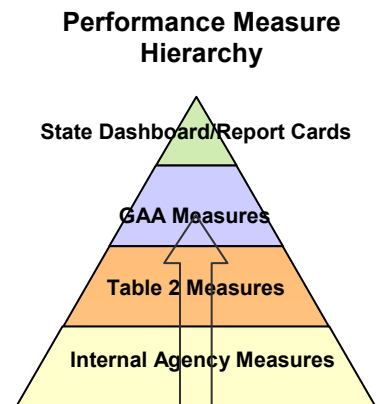 Performance Measure
Hierarchy
State Dashboard/Report Cards
GAA Measures
Table 2 Measures
Internal Agency Measures